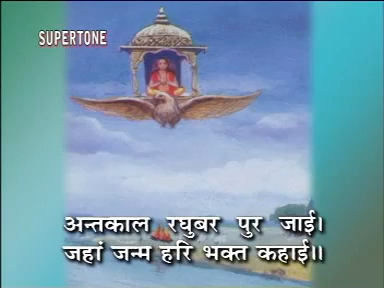 SUPERTONE
अन्तकाल रघुबर पुर जाई।
जहां जन्म हरि भक्त कहाई॥